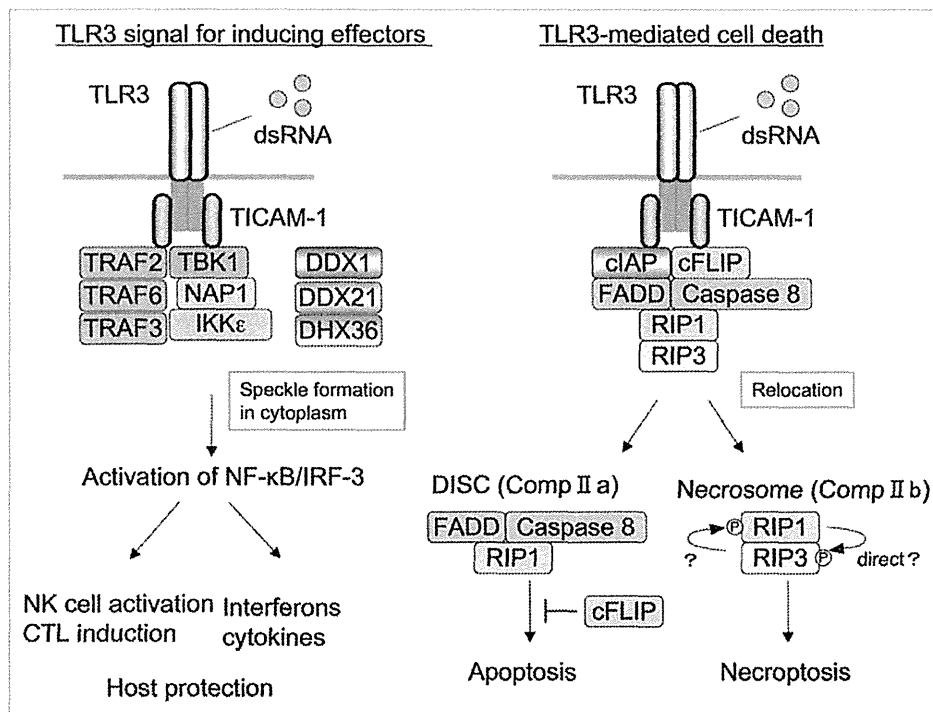 TLR3 signal for inducing effectors
TLR3
dsRNA
TICAM-1
TRAF2 TBK1 DDX1
TRAF6 NAP1 DDX21
TRAF3 IKKε DHX36
Speckle formation
in cytoplasm
Activation of NF-κB/IRF-3
NK cell activation
CTL induction
Interferons
cytokines
Host protection
TLR3-mediated cell death
TLR3
dsRNA
TICAM-1
cIAP cFLIP
FADD Caspase 8
RIP1
RIP3
Relocation
DISC (Comp Ⅱ a)
FADD Caspase 8
RIP1
cFLIP
Apoptosis
Necrosome (Comp Ⅱ b)
P RIP1
? RIP3 P direct ?
Necroptosis